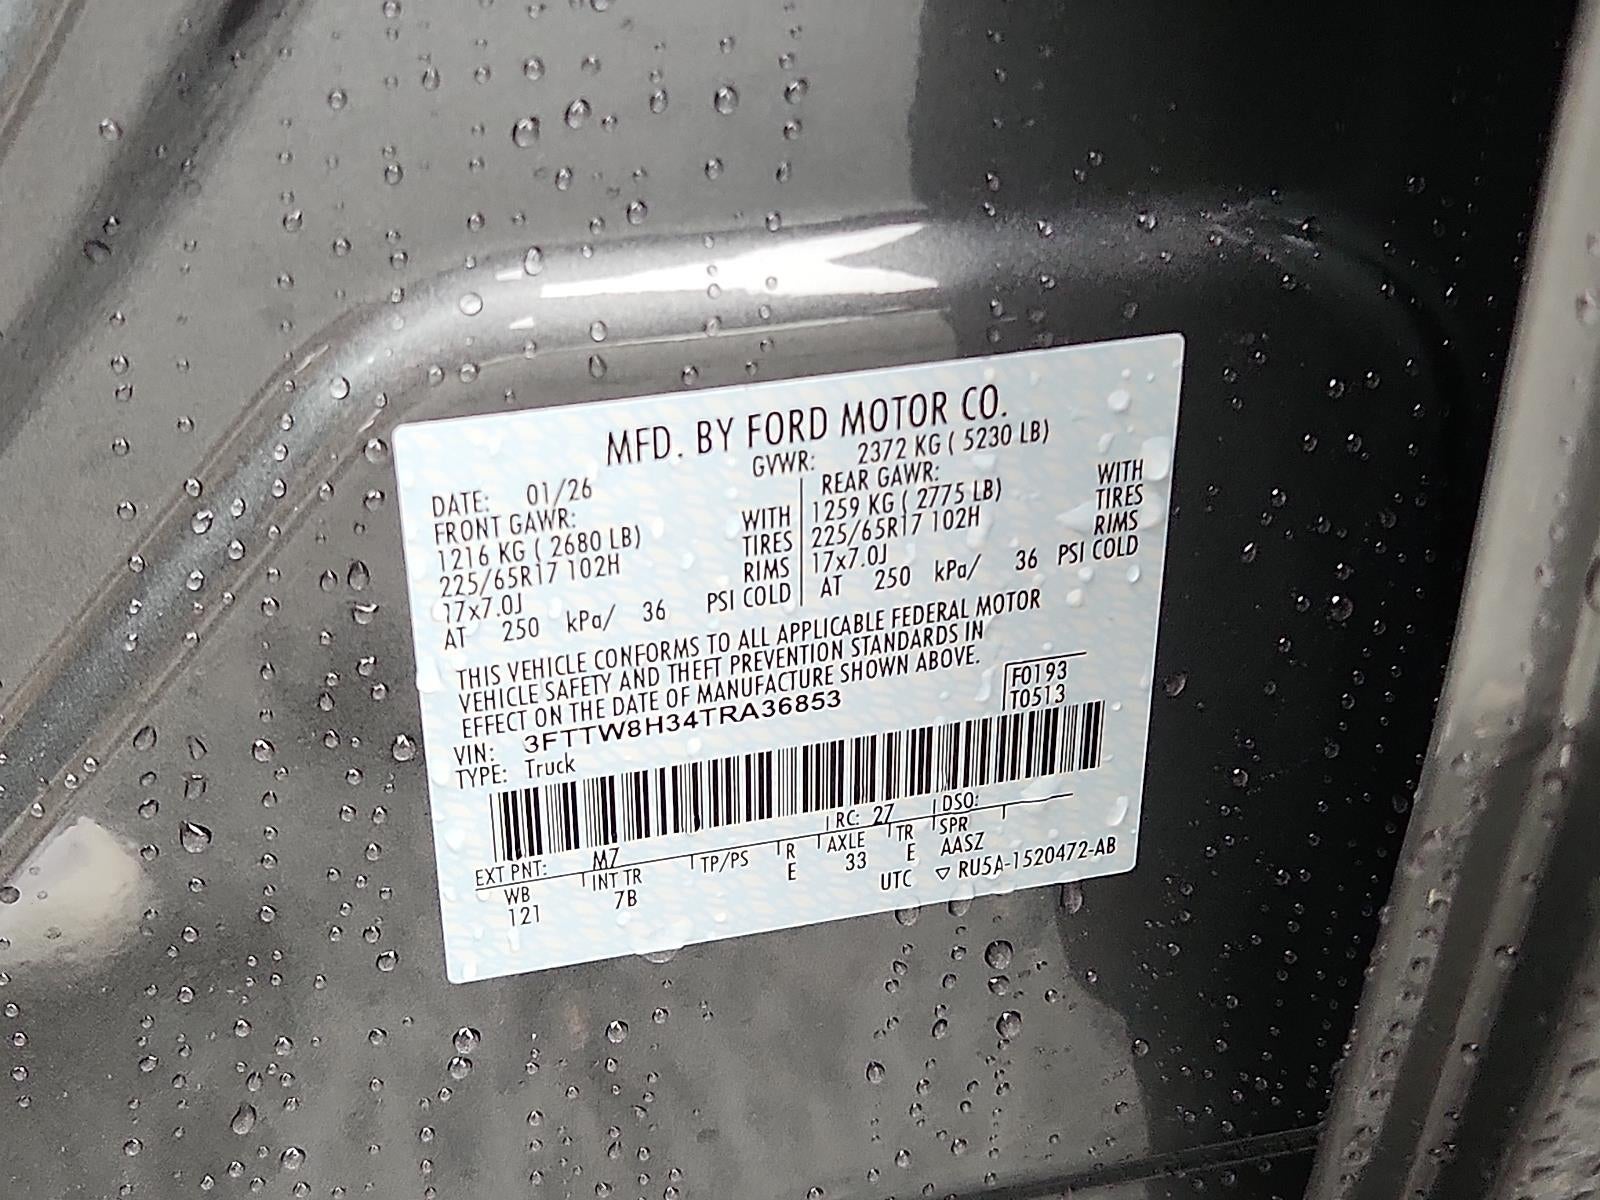 MFD. BY FORD MOTOR CO.
DATE: 01/26 GVWR: 2372 KG ( 5230 LB)
FRONT GAWR: REAR GAWR:
1216 KG ( 2680 LB) WITH 1259 KG ( 2775 LB) WITH
225/65R17 102H TIRES 225/65R17 102H TIRES
17x7.0J RIMS 17x7.0J RIMS
AT 250 kPa/ 36 PSI COLD AT 250 kPa/ 36 PSI COLD
THIS VEHICLE CONFORMS TO ALL APPLICABLE FEDERAL MOTOR
VEHICLE SAFETY AND THEFT PREVENTION STANDARDS IN
EFFECT ON THE DATE OF MANUFACTURE SHOWN ABOVE.
VIN: 3FTTW8H34TRA36853 F0193
TYPE: Truck T0513
EXT PNT: MZ RC: 27 DSO:
WB INT TR TP/PS R AXLE TR SPR
121 7B E 33 E AASZ
UTC ▽ RU5A-1520472-AB